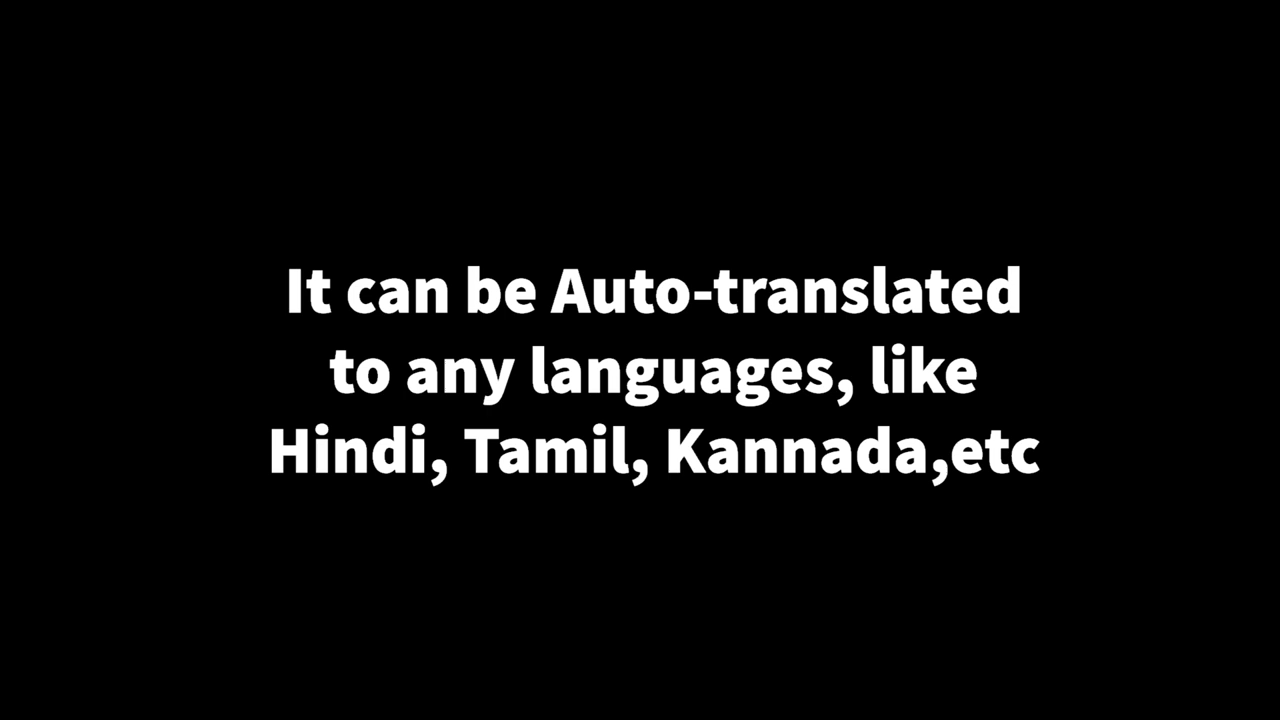 It can be Auto-translated
to any languages, like
Hindi, Tamil, Kannada,etc